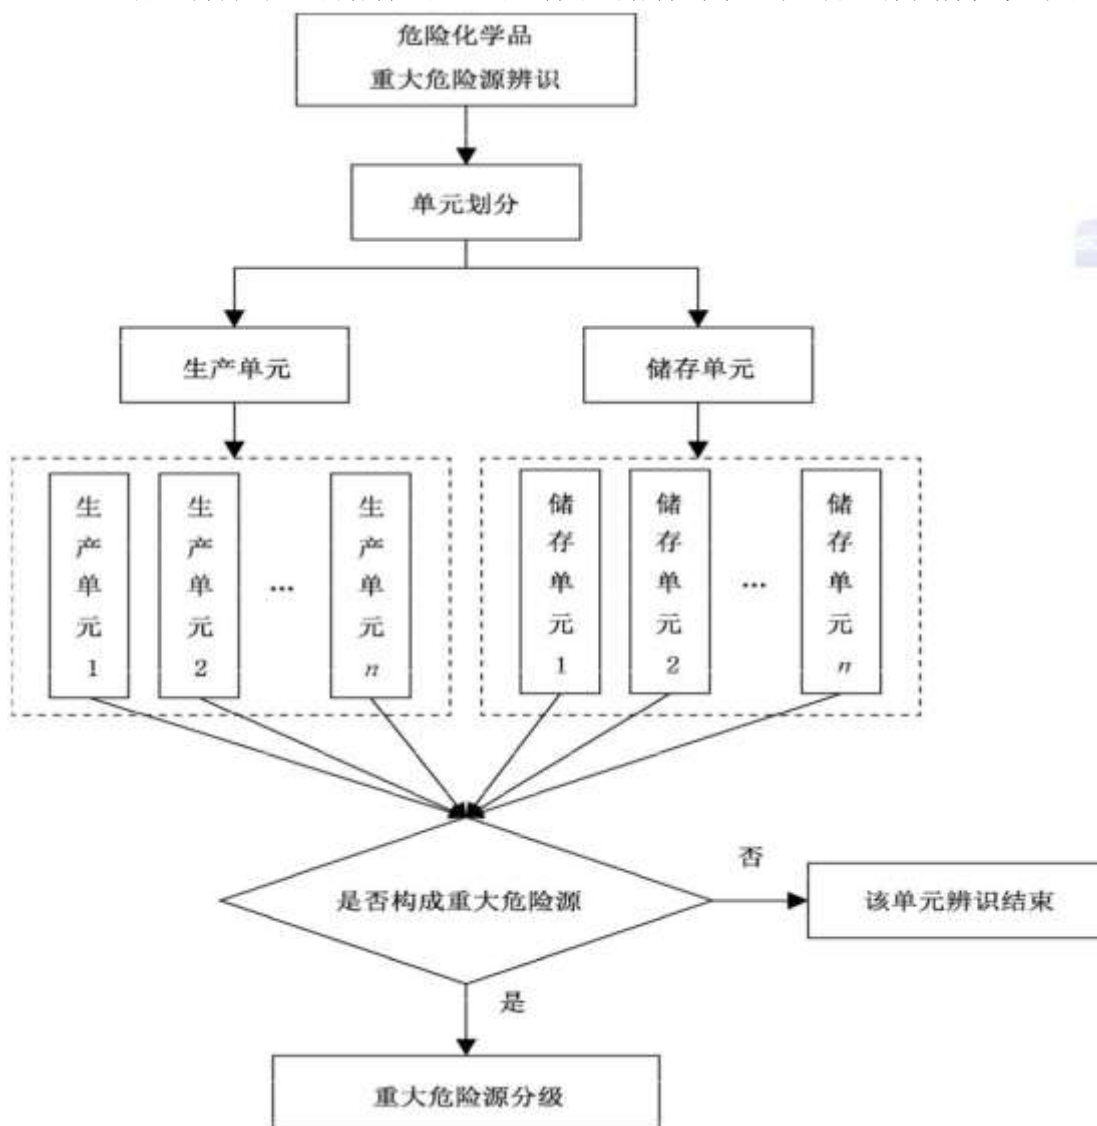 危险化学品
重大危险源辨识
单元划分
生产单元
储存单元
生产单元1
生产单元2
...
生产单元n
储存单元1
储存单元2
...
储存单元n
是否构成重大危险源
否
该单元辨识结束
是
重大危险源分级